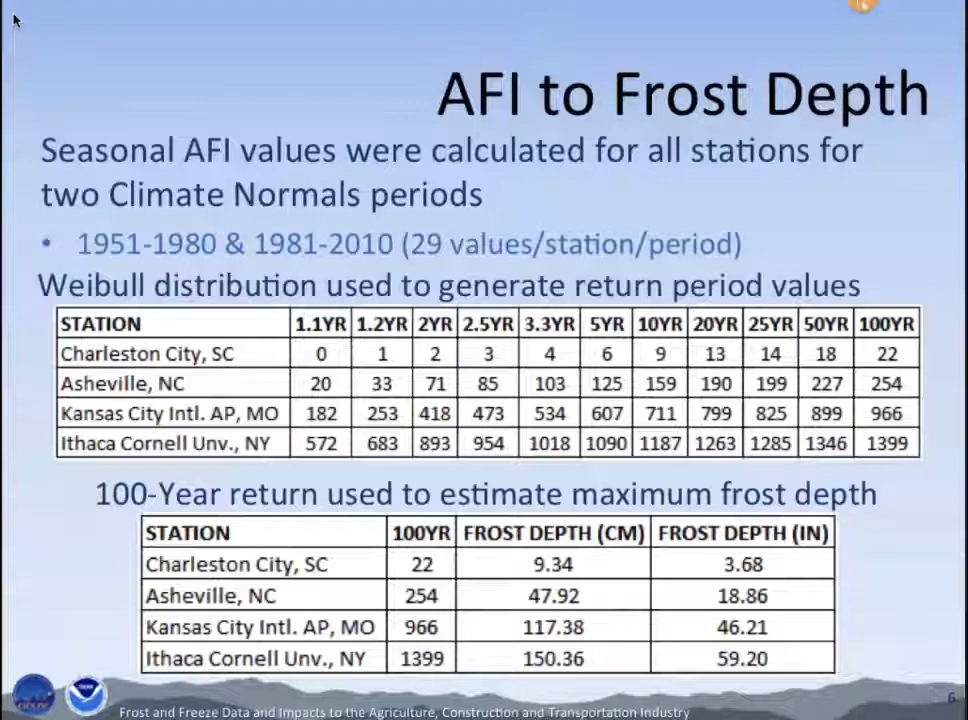 AFI to Frost Depth
Seasonal AFI values were calculated for all stations for
two Climate Normals periods
• 1951-1980 & 1981-2010 (29 values/station/period)
Weibull distribution used to generate return period values
STATION 1.1YR 1.2YR 2YR 2.5YR 3.3YR 5YR 10YR 20YR 25YR 50YR 100YR
Charleston City, SC 0 1 2 3 4 6 9 13 14 18 22
Asheville, NC 20 33 71 85 103 125 159 190 199 227 254
Kansas City Intl. AP, MO 182 253 418 473 534 607 711 799 825 899 966
Ithaca Cornell Unv., NY 572 683 893 954 1018 1090 1187 1263 1285 1346 1399
100-Year return used to estimate maximum frost depth
STATION 100YR FROST DEPTH (CM) FROST DEPTH (IN)
Charleston City, SC 22 9.34 3.68
Asheville, NC 254 47.92 18.86
Kansas City Intl. AP, MO 966 117.38 46.21
Ithaca Cornell Unv., NY 1399 150.36 59.20
Frost and Freeze Data and Impacts to the Agriculture, Construction and Transportation Industry
6